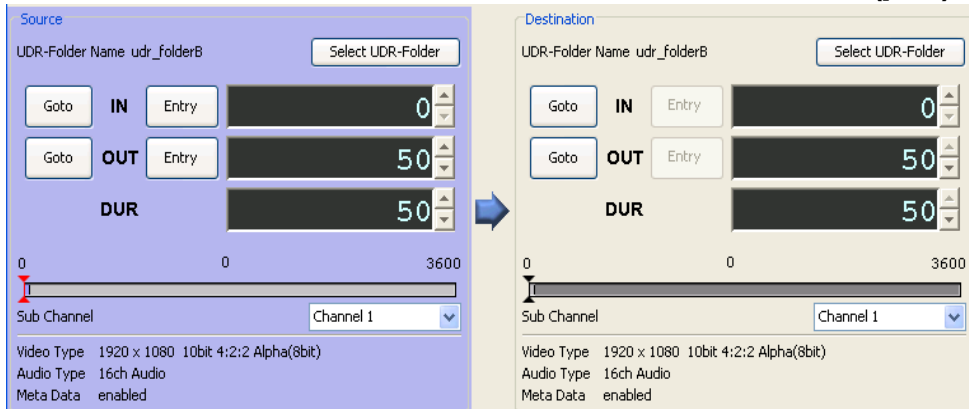 Source
UDR-Folder Name udr_folderB
Select UDR-Folder
Goto IN Entry 0
Goto OUT Entry 50
DUR 50
0 0 3600
Sub Channel Channel 1
Video Type 1920 x 1080 10bit 4:2:2 Alpha(8bit)
Audio Type 16ch Audio
Meta Data enabled
Destination
UDR-Folder Name udr_folderB
Select UDR-Folder
Goto IN Entry 0
Goto OUT Entry 50
DUR 50
0 0 3600
Sub Channel Channel 1
Video Type 1920 x 1080 10bit 4:2:2 Alpha(8bit)
Audio Type 16ch Audio
Meta Data enabled